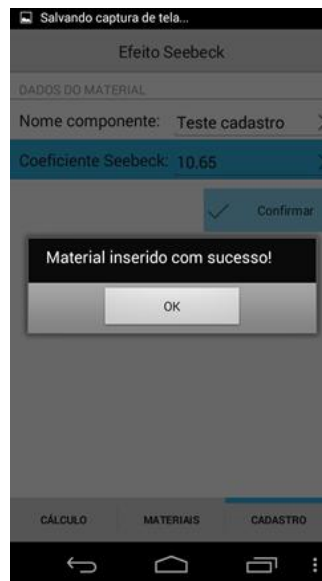 Salvando captura de tela...
Efeito Seebeck
DADOS DO MATERIAL
Nome componente: Teste cadastro
Coeficiente Seebeck: 10.65
Confirmar
Material inserido com sucesso!
OK
CÁLCULO MATERIAIS CADASTRO